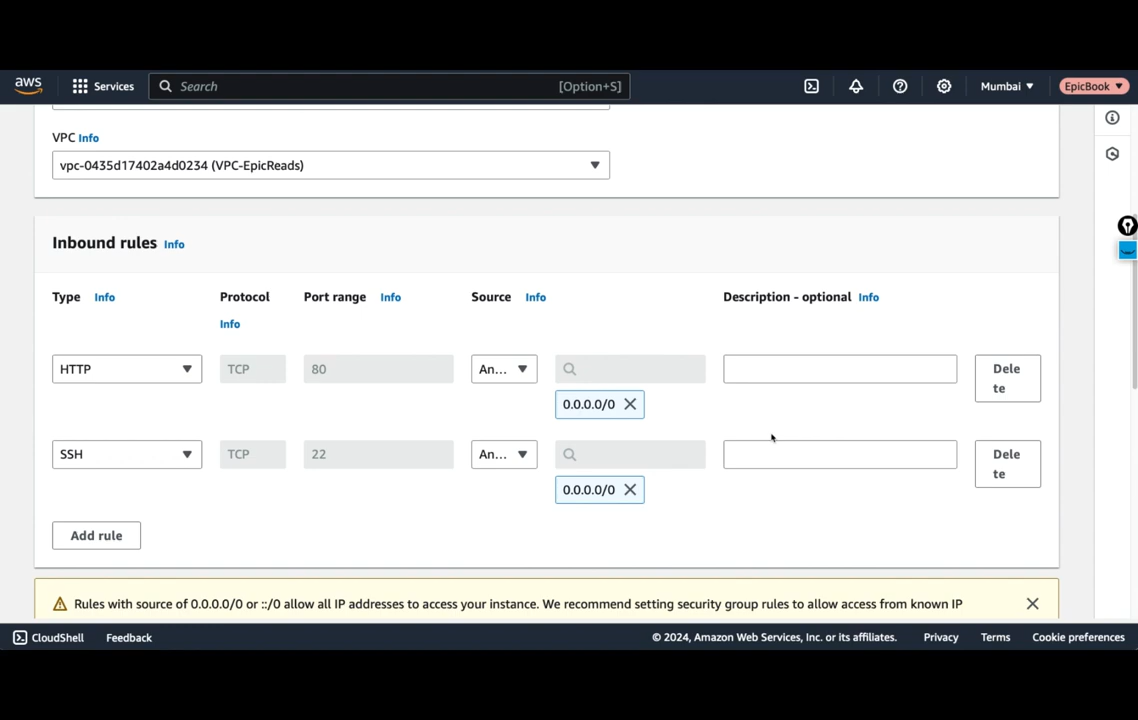 aws Services Search [Option+S] Mumbai EpicBook
VPC Info
vpc-0435d17402a4d0234 (VPC-EpicReads)
Inbound rules Info
Type Info Protocol Info Port range Info Source Info Description - optional Info
HTTP TCP 80 An... Dele
te
0.0.0.0/0
SSH TCP 22 An... Dele
te
0.0.0.0/0
Add rule
Rules with source of 0.0.0.0/0 or ::/0 allow all IP addresses to access your instance. We recommend setting security group rules to allow access from known IP
CloudShell Feedback © 2024, Amazon Web Services, Inc. or its affiliates. Privacy Terms Cookie preferences